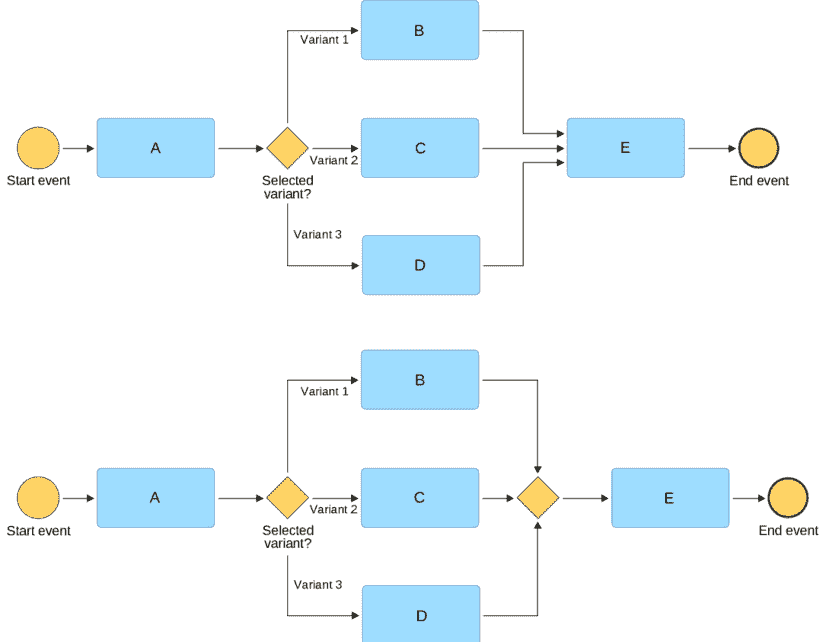 B
Variant 1
A
C
E
Variant 2
Start event
Selected
variant?
End event
Variant 3
D
B
Variant 1
A
C
E
Variant 2
Start event
Selected
variant?
End event
Variant 3
D